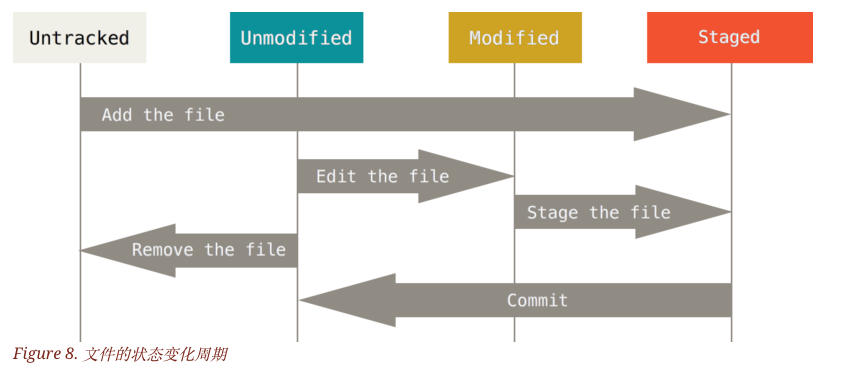 Untracked
Unmodified
Modified
Staged
Add the file
Edit the file
Stage the file
Remove the file
Commit
Figure 8. 文件的状态变化周期